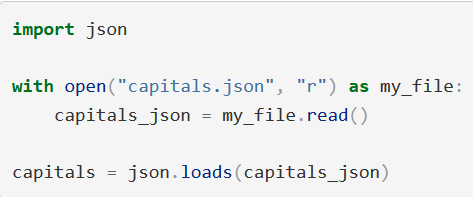 import json
with open("capitals.json", "r") as my_file:
    capitals_json = my_file.read()
capitals = json.loads(capitals_json)